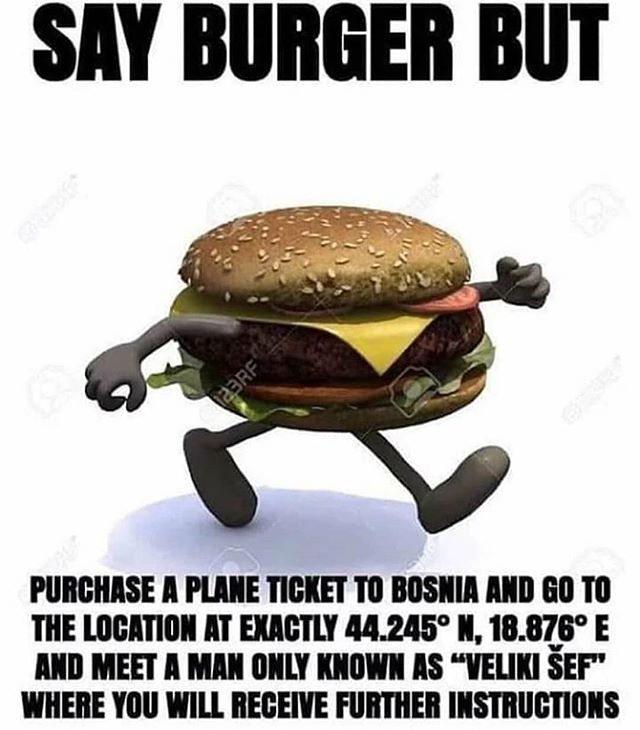 SAY BURGER BUT
123RF
PURCHASE A PLANE TICKET TO BOSNIA AND GO TO
THE LOCATION AT EXACTLY 44.245° N, 18.876° E
AND MEET A MAN ONLY KNOWN AS “VELIKI ŠEF”
WHERE YOU WILL RECEIVE FURTHER INSTRUCTIONS